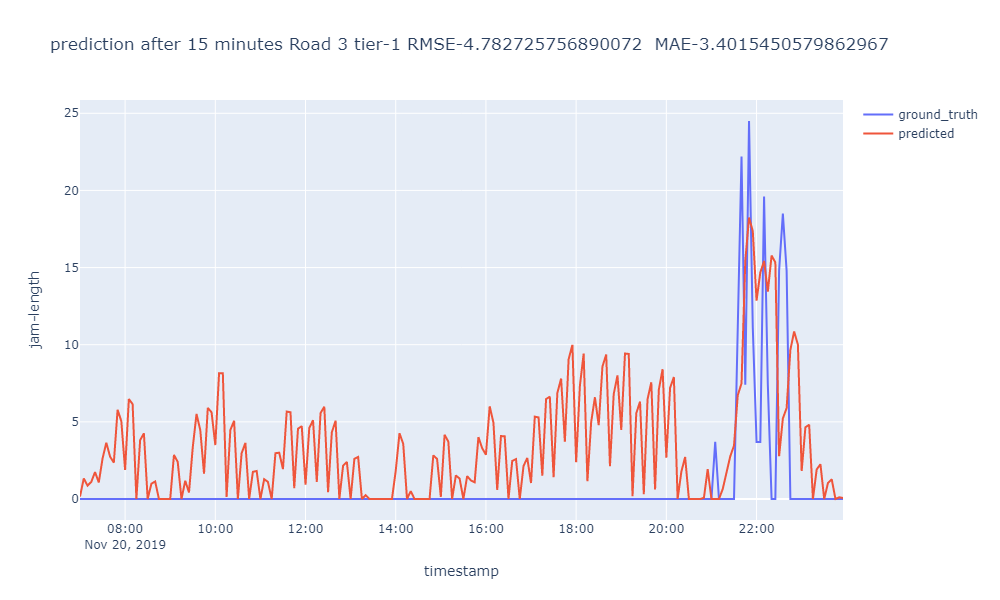 prediction after 15 minutes Road 3 tier-1 RMSE-4.782725756890072  MAE-3.4015450579862967
ground_truth
predicted
25
20
15
10
5
0
jam-length
08:00 10:00 12:00 14:00 16:00 18:00 20:00 22:00
Nov 20, 2019
timestamp